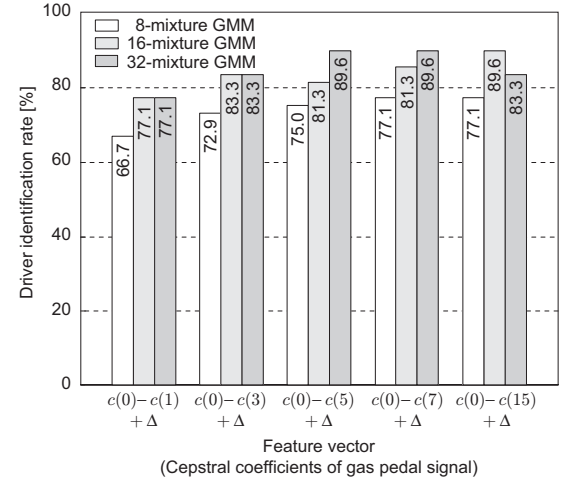 100
80
60
40
20
0
Driver identification rate [%]
8-mixture GMM
16-mixture GMM
32-mixture GMM
66.7 77.1 77.1
72.9 83.3 83.3
75.0 81.3 89.6
77.1 81.3 89.6
77.1 89.6 83.3
c(0)−c(1) c(0)−c(3) c(0)−c(5) c(0)−c(7) c(0)−c(15)
+Δ +Δ +Δ +Δ +Δ
Feature vector
(Cepstral coefficients of gas pedal signal)